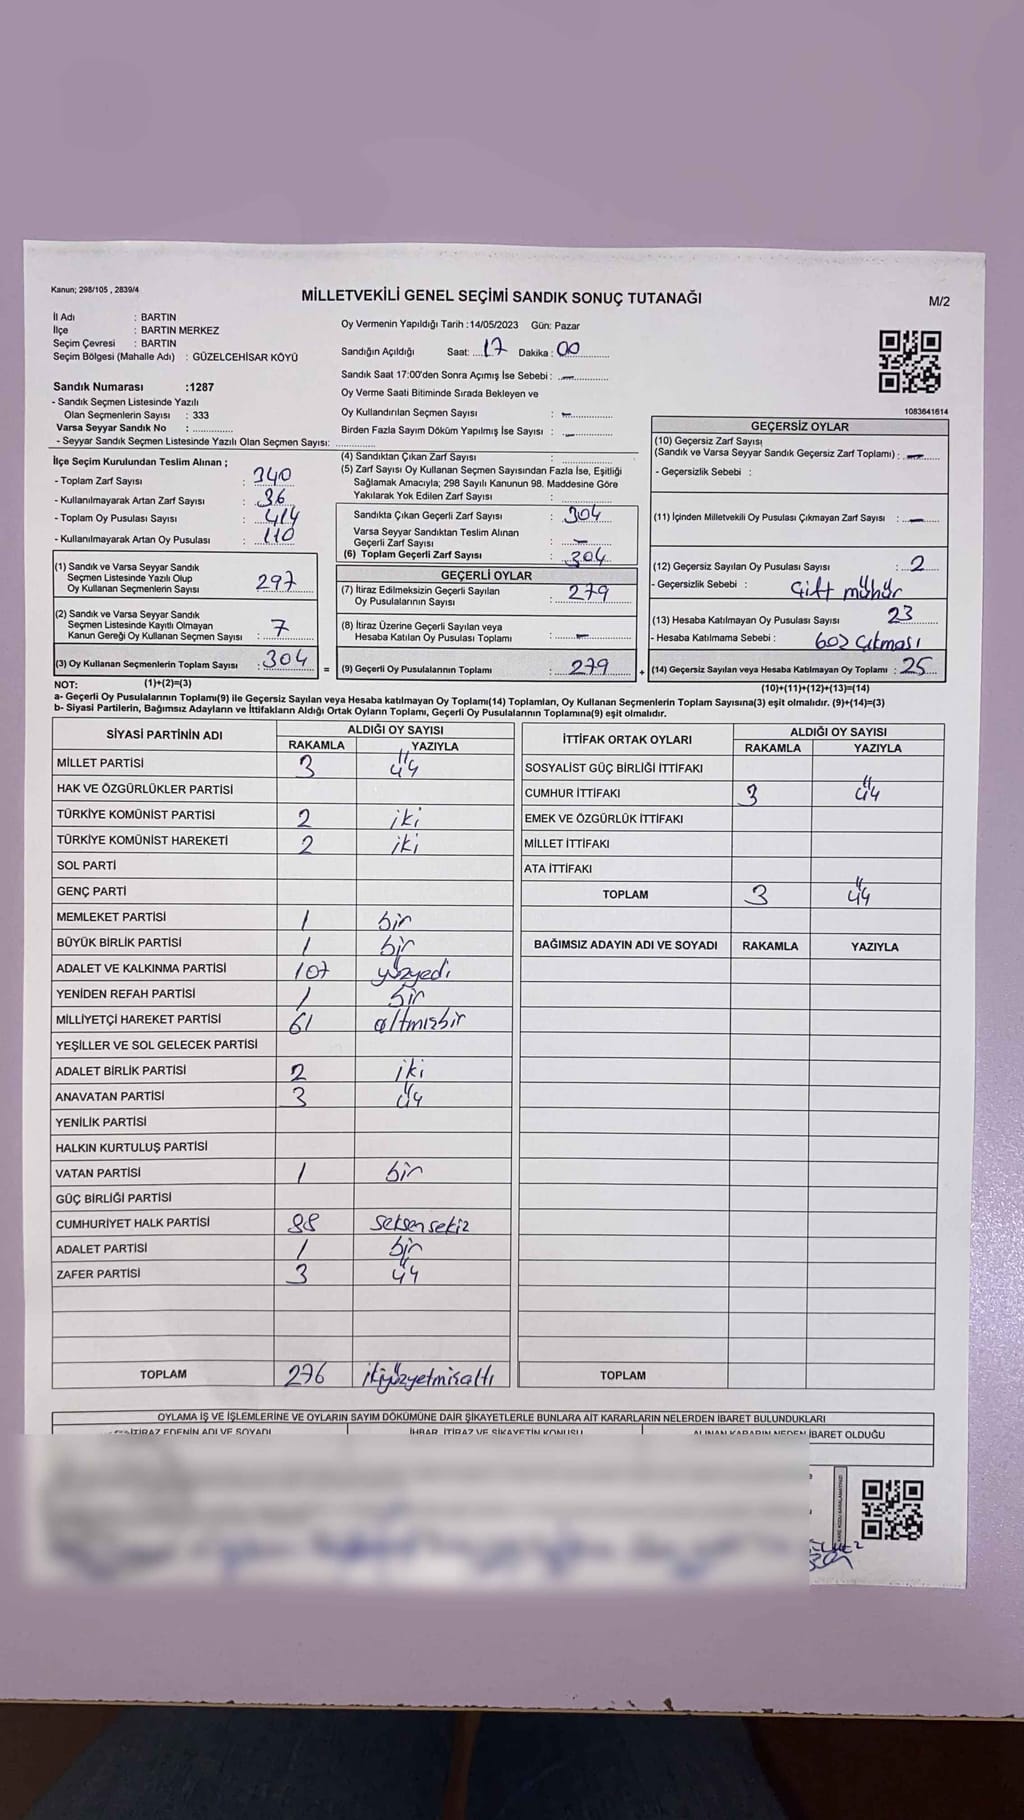 Kanun; 298/105 , 2839/4
MİLLETVEKİLİ GENEL SEÇİMİ SANDIK SONUÇ TUTANAĞI
M/2
İl Adı : BARTIN
İlçe : BARTIN MERKEZ
Seçim Çevresi : BARTIN
Seçim Bölgesi (Mahalle Adı) : GÜZELCEHİSAR KÖYÜ
Sandık Numarası :1287
- Sandık Seçmen Listesinde Yazılı
Olan Seçmenlerin Sayısı : 333
Varsa Seyyar Sandık No : ..............
- Seyyar Sandık Seçmen Listesinde Yazılı Olan Seçmen Sayısı: ..............
Oy Vermenin Yapıldığı Tarih :14/05/2023 Gün: Pazar
Sandığın Açıldığı Saat: 17 Dakika : 00
Sandık Saat 17:00'den Sonra Açımış İse Sebebi : —
Oy Verme Saati Bitiminde Sırada Bekleyen ve
Oy Kullandırılan Seçmen Sayısı : —
Birden Fazla Sayım Döküm Yapılmış İse Sayısı : —
1083641614
İlçe Seçim Kurulundan Teslim Alınan ;
- Toplam Zarf Sayısı : 340
- Kullanılmayarak Artan Zarf Sayısı : 36
- Toplam Oy Pusulası Sayısı : 414
- Kullanılmayarak Artan Oy Pusulası : 110
(1) Sandık ve Varsa Seyyar Sandık
Seçmen Listesinde Yazılı Olup
Oy Kullanan Seçmenlerin Sayısı : 297
(2) Sandık ve Varsa Seyyar Sandık
Seçmen Listesinde Kayıtlı Olmayan
Kanun Gereği Oy Kullanan Seçmen Sayısı : 7
(3) Oy Kullanan Seçmenlerin Toplam Sayısı : 304
(4) Sandıktan Çıkan Zarf Sayısı :
(5) Zarf Sayısı Oy Kullanan Seçmen Sayısından Fazla İse, Eşitliği
Sağlamak Amacıyla; 298 Sayılı Kanunun 98. Maddesine Göre
Yakılarak Yok Edilen Zarf Sayısı :
Sandıkta Çıkan Geçerli Zarf Sayısı : 304
Varsa Seyyar Sandıktan Teslim Alınan
Geçerli Zarf Sayısı : —
(6) Toplam Geçerli Zarf Sayısı : 304
GEÇERLİ OYLAR
(7) İtiraz Edilmeksizin Geçerli Sayılan
Oy Pusulalarının Sayısı : 279
(8) İtiraz Üzerine Geçerli Sayılan veya
Hesaba Katılan Oy Pusulası Toplamı : —
= (9) Geçerli Oy Pusulalarının Toplamı : 279 +
GEÇERSİZ OYLAR
(10) Geçersiz Zarf Sayısı
(Sandık ve Varsa Seyyar Sandık Geçersiz Zarf Toplamı) : —
- Geçersizlik Sebebi :
(11) İçinden Milletvekili Oy Pusulası Çıkmayan Zarf Sayısı : —
(12) Geçersiz Sayılan Oy Pusulası Sayısı : 2
- Geçersizlik Sebebi : Çift mühür
(13) Hesaba Katılmayan Oy Pusulası Sayısı 23
- Hesaba Katılmama Sebebi : boş çıkması
(14) Geçersiz Sayılan veya Hesaba Katılmayan Oy Toplamı : 25
NOT: (1)+(2)=(3)
(10)+(11)+(12)+(13)=(14)
a- Geçerli Oy Pusulalarının Toplamı(9) ile Geçersiz Sayılan veya Hesaba katılmayan Oy Toplamı(14) Toplamları, Oy Kullanan Seçmenlerin Toplam Sayısına(3) eşit olmalıdır. (9)+(14)=(3)
b- Siyasi Partilerin, Bağımsız Adayların ve İttifakların Aldığı Ortak Oyların Toplamı, Geçerli Oy Pusulalarının Toplamına(9) eşit olmalıdır.
SİYASİ PARTİNİN ADI ALDIĞI OY SAYISI
RAKAMLA YAZIYLA
MİLLET PARTİSİ 3 üç
HAK VE ÖZGÜRLÜKLER PARTİSİ
TÜRKİYE KOMÜNİST PARTİSİ 2 iki
TÜRKİYE KOMÜNİST HAREKETİ 2 iki
SOL PARTİ
GENÇ PARTİ
MEMLEKET PARTİSİ 1 bir
BÜYÜK BİRLİK PARTİSİ 1 bir
ADALET VE KALKINMA PARTİSİ 107 yüzyedi
YENİDEN REFAH PARTİSİ 1 bir
MİLLİYETÇİ HAREKET PARTİSİ 61 altmışbir
YEŞİLLER VE SOL GELECEK PARTİSİ
ADALET BİRLİK PARTİSİ 2 iki
ANAVATAN PARTİSİ 3 üç
YENİLİK PARTİSİ
HALKIN KURTULUŞ PARTİSİ
VATAN PARTİSİ 1 bir
GÜÇ BİRLİĞİ PARTİSİ
CUMHURİYET HALK PARTİSİ 88 seksensekiz
ADALET PARTİSİ 1 bir
ZAFER PARTİSİ 3 üç
TOPLAM 276 ikiyüzyetmişaltı
İTTİFAK ORTAK OYLARI ALDIĞI OY SAYISI
RAKAMLA YAZIYLA
SOSYALİST GÜÇ BİRLİĞİ İTTİFAKI
CUMHUR İTTİFAKI 3 üç
EMEK VE ÖZGÜRLÜK İTTİFAKI
MİLLET İTTİFAKI
ATA İTTİFAKI
TOPLAM 3 üç
BAĞIMSIZ ADAYIN ADI VE SOYADI RAKAMLA YAZIYLA
TOPLAM
OYLAMA İŞ VE İŞLEMLERİNE VE OYLARIN SAYIM DÖKÜMÜNE DAİR ŞİKAYETLERLE BUNLARA AİT KARARLARIN NELERDEN İBARET BULUNDUKLARI
İTİRAZ EDENİN ADI VE SOYADI İHBAR, İTİRAZ VE ŞİKAYETİN KONUSU ALINAN KARARIN NEDEN İBARET OLDUĞU